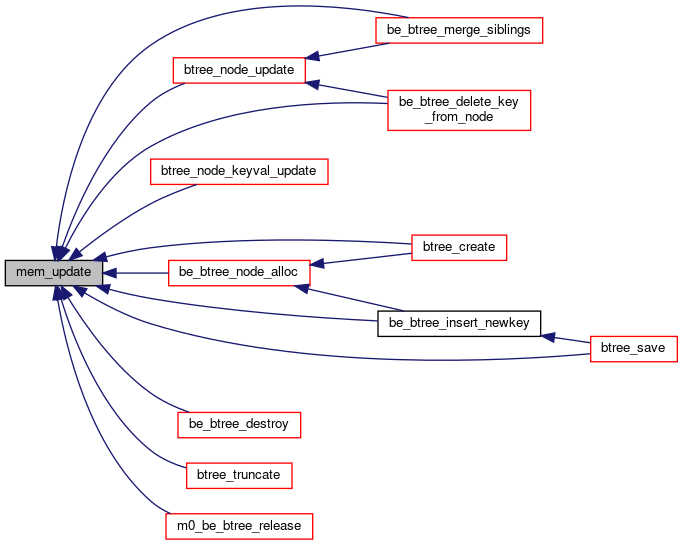 be_btree_merge_siblings
btree_node_update
be_btree_delete_key
_from_node
btree_node_keyval_update
mem_update
btree_create
be_btree_node_alloc
be_btree_insert_newkey
btree_save
be_btree_destroy
btree_truncate
m0_be_btree_release